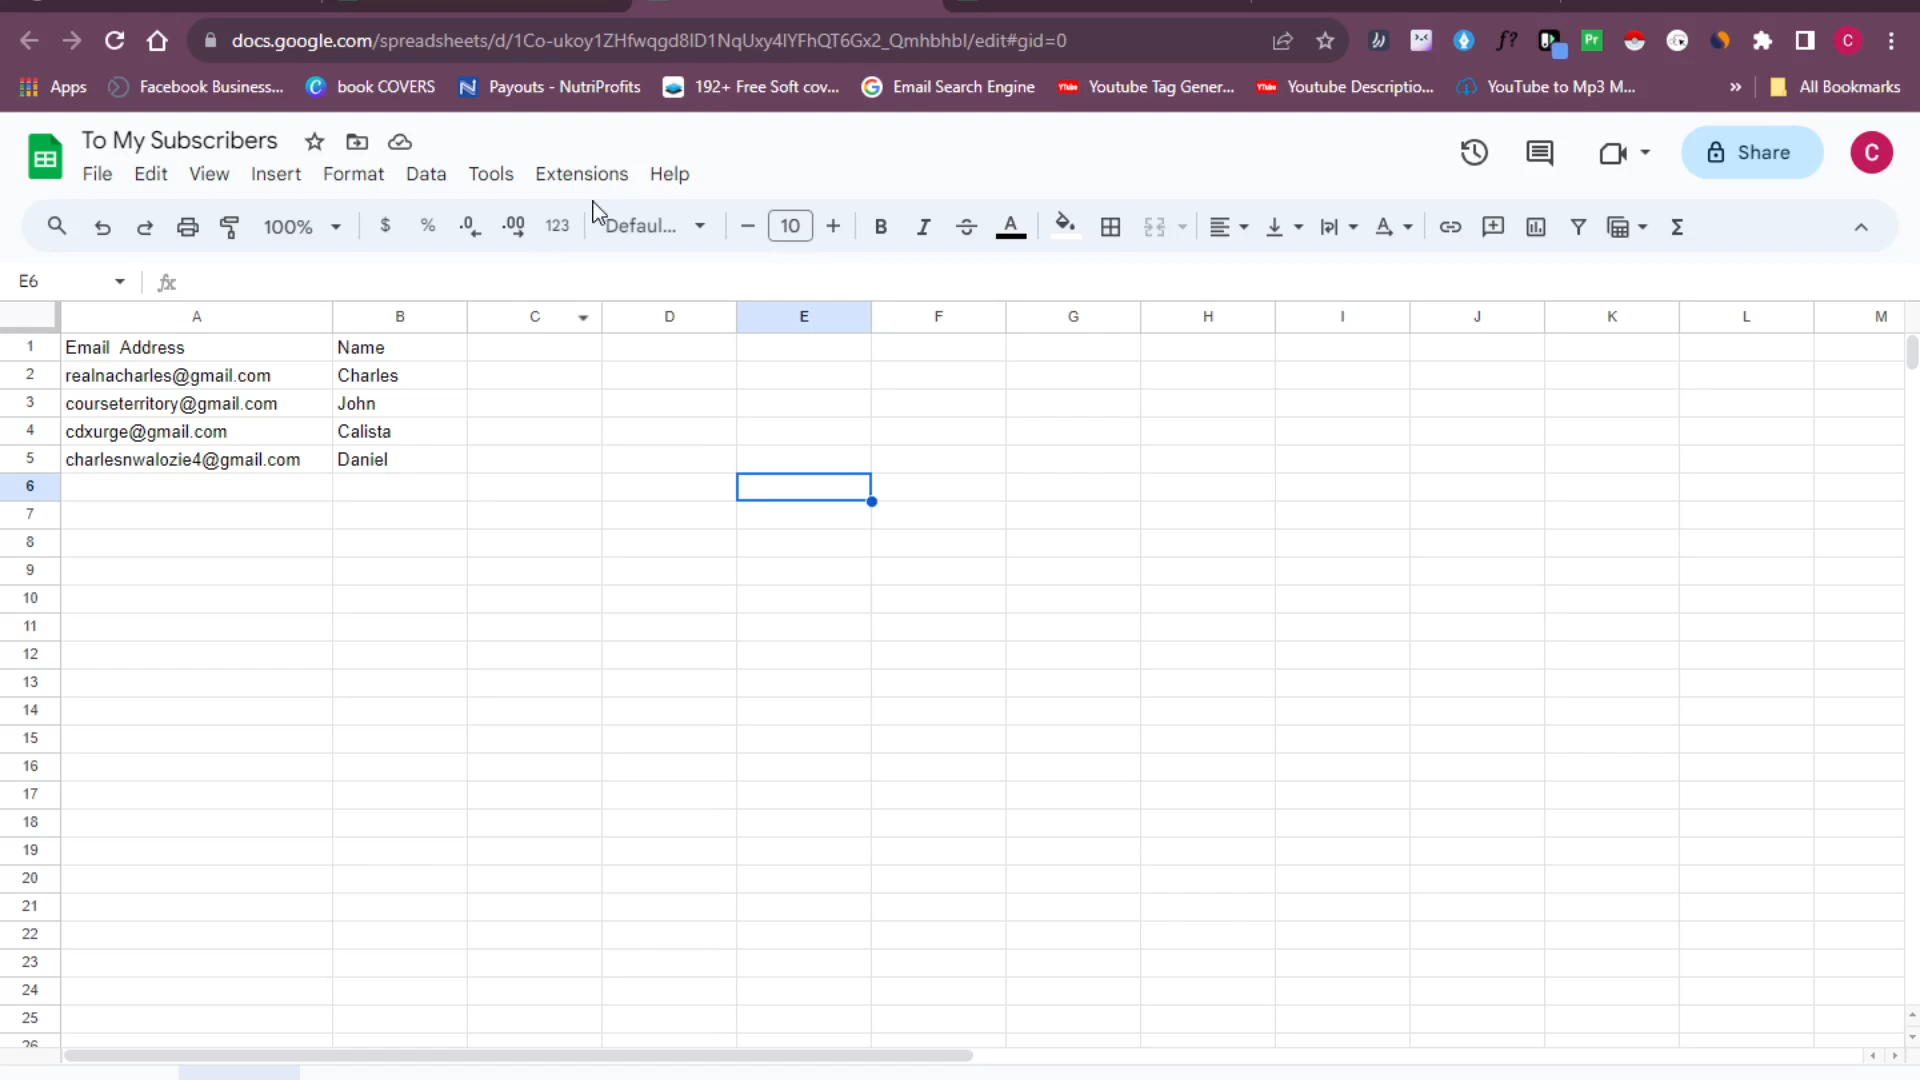 docs.google.com/spreadsheets/d/1Co-ukoy1ZHfwqgd8lD1NqUxy4lYFhQT6Gx2_Qmhbhbl/edit#gid=0
Pr
C
Apps
Facebook Business...
book COVERS
Payouts - NutriProfits
192+ Free Soft cov...
Email Search Engine
Youtube Tag Gener...
Youtube Descriptio...
YouTube to Mp3 M...
»
All Bookmarks
To My Subscribers
File Edit View Insert Format Data Tools Extensions Help
Share
C
100% $ % .0 .00 123 Defaul... − 10 + B I A Σ
E6 fx
A B C D E F G H I J K L M
1 Email Address Name
2 realnacharles@gmail.com Charles
3 courseterritory@gmail.com John
4 cdxurge@gmail.com Calista
5 charlesnwalozie4@gmail.com Daniel
6
7
8
9
10
11
12
13
14
15
16
17
18
19
20
21
22
23
24
25
26